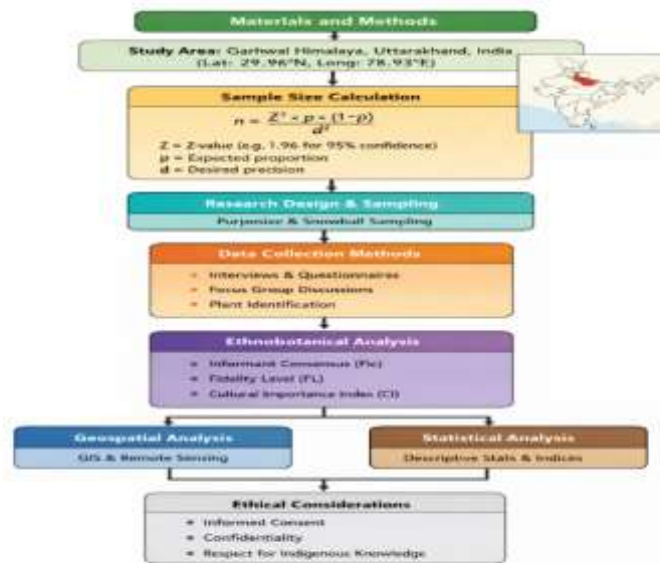 Materials and Methods
Study Area: Garhwal Himalaya, Uttarakhand, India
(Lat: 29.96°N, Long: 78.93°E)
Sample Size Calculation
n = Z² × p × (1-p) / d²
Z = Z-value (e.g. 1.96 for 95% confidence)
p = Expected proportion
d = Desired precision
Research Design & Sampling
Purposive & Snowball Sampling
Data Collection Methods
• Interviews & Questionnaires
• Focus Group Discussions
• Plant Identification
Ethnobotanical Analysis
• Informant Consensus (Fic)
• Fidelity Level (FL)
• Cultural Importance Index (CI)
Geospatial Analysis
GIS & Remote Sensing
Statistical Analysis
Descriptive Stats & Indices
Ethical Considerations
• Informed Consent
• Confidentiality
• Respect for Indigenous Knowledge